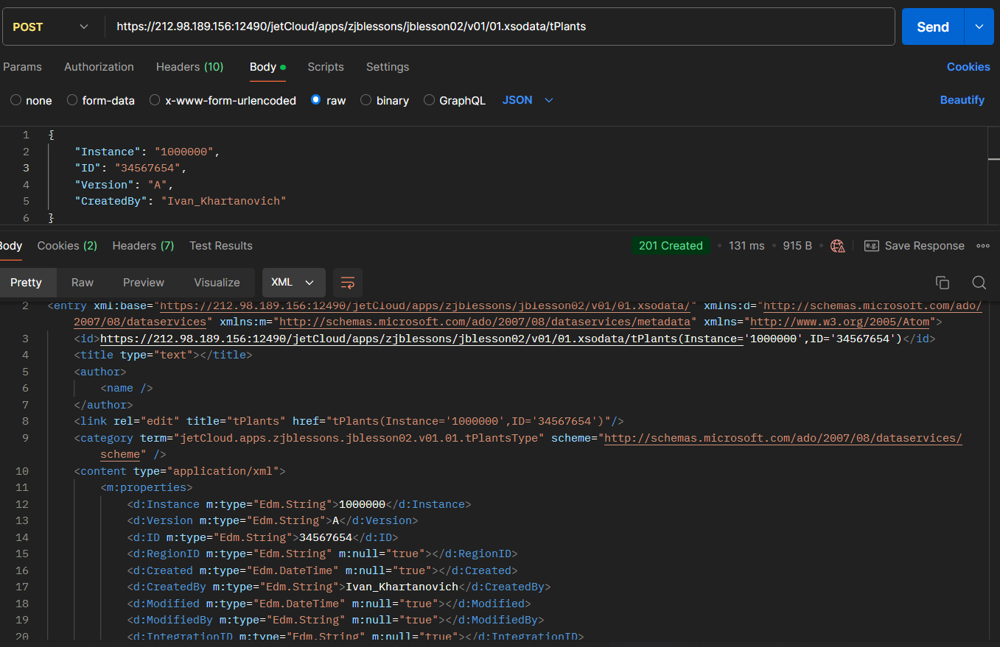 POST https://212.98.189.156:12490/jetCloud/apps/zjblessons/jblesson02/v01/01.xsodata/tPlants Send
Params Authorization Headers (10) Body Scripts Settings Cookies
none form-data x-www-form-urlencoded raw binary GraphQL JSON Beautify
1 {
2 "Instance": "1000000",
3 "ID": "34567654",
4 "Version": "A",
5 "CreatedBy": "Ivan_Khartanovich"
6 }
Body Cookies (2) Headers (7) Test Results 201 Created 131 ms 915 B e.g. Save Response
Pretty Raw Preview Visualize XML
2 <entry xml:base="https://212.98.189.156:12490/jetCloud/apps/zjblessons/jblesson02/v01/01.xsodata/" xmlns:d="http://schemas.microsoft.com/ado/
2007/08/dataservices" xmlns:m="http://schemas.microsoft.com/ado/2007/08/dataservices/metadata" xmlns="http://www.w3.org/2005/Atom">
3 <id>https://212.98.189.156:12490/jetCloud/apps/zjblessons/jblesson02/v01/01.xsodata/tPlants(Instance='1000000',ID='34567654')</id>
4 <title type="text"></title>
5 <author>
6 <name />
7 </author>
8 <link rel="edit" title="tPlants" href="tPlants(Instance='1000000',ID='34567654')"/>
9 <category term="jetCloud.apps.zjblessons.jblesson02.v01.01.tPlantsType" scheme="http://schemas.microsoft.com/ado/2007/08/dataservices/
scheme" />
10 <content type="application/xml">
11 <m:properties>
12 <d:Instance m:type="Edm.String">1000000</d:Instance>
13 <d:Version m:type="Edm.String">A</d:Version>
14 <d:ID m:type="Edm.String">34567654</d:ID>
15 <d:RegionID m:type="Edm.String" m:null="true"></d:RegionID>
16 <d:Created m:type="Edm.DateTime" m:null="true"></d:Created>
17 <d:CreatedBy m:type="Edm.String">Ivan_Khartanovich</d:CreatedBy>
18 <d:Modified m:type="Edm.DateTime" m:null="true"></d:Modified>
19 <d:ModifiedBy m:type="Edm.String" m:null="true"></d:ModifiedBy>
20 <d:IntegrationID m:type="Edm.String" m:null="true"></d:IntegrationID>